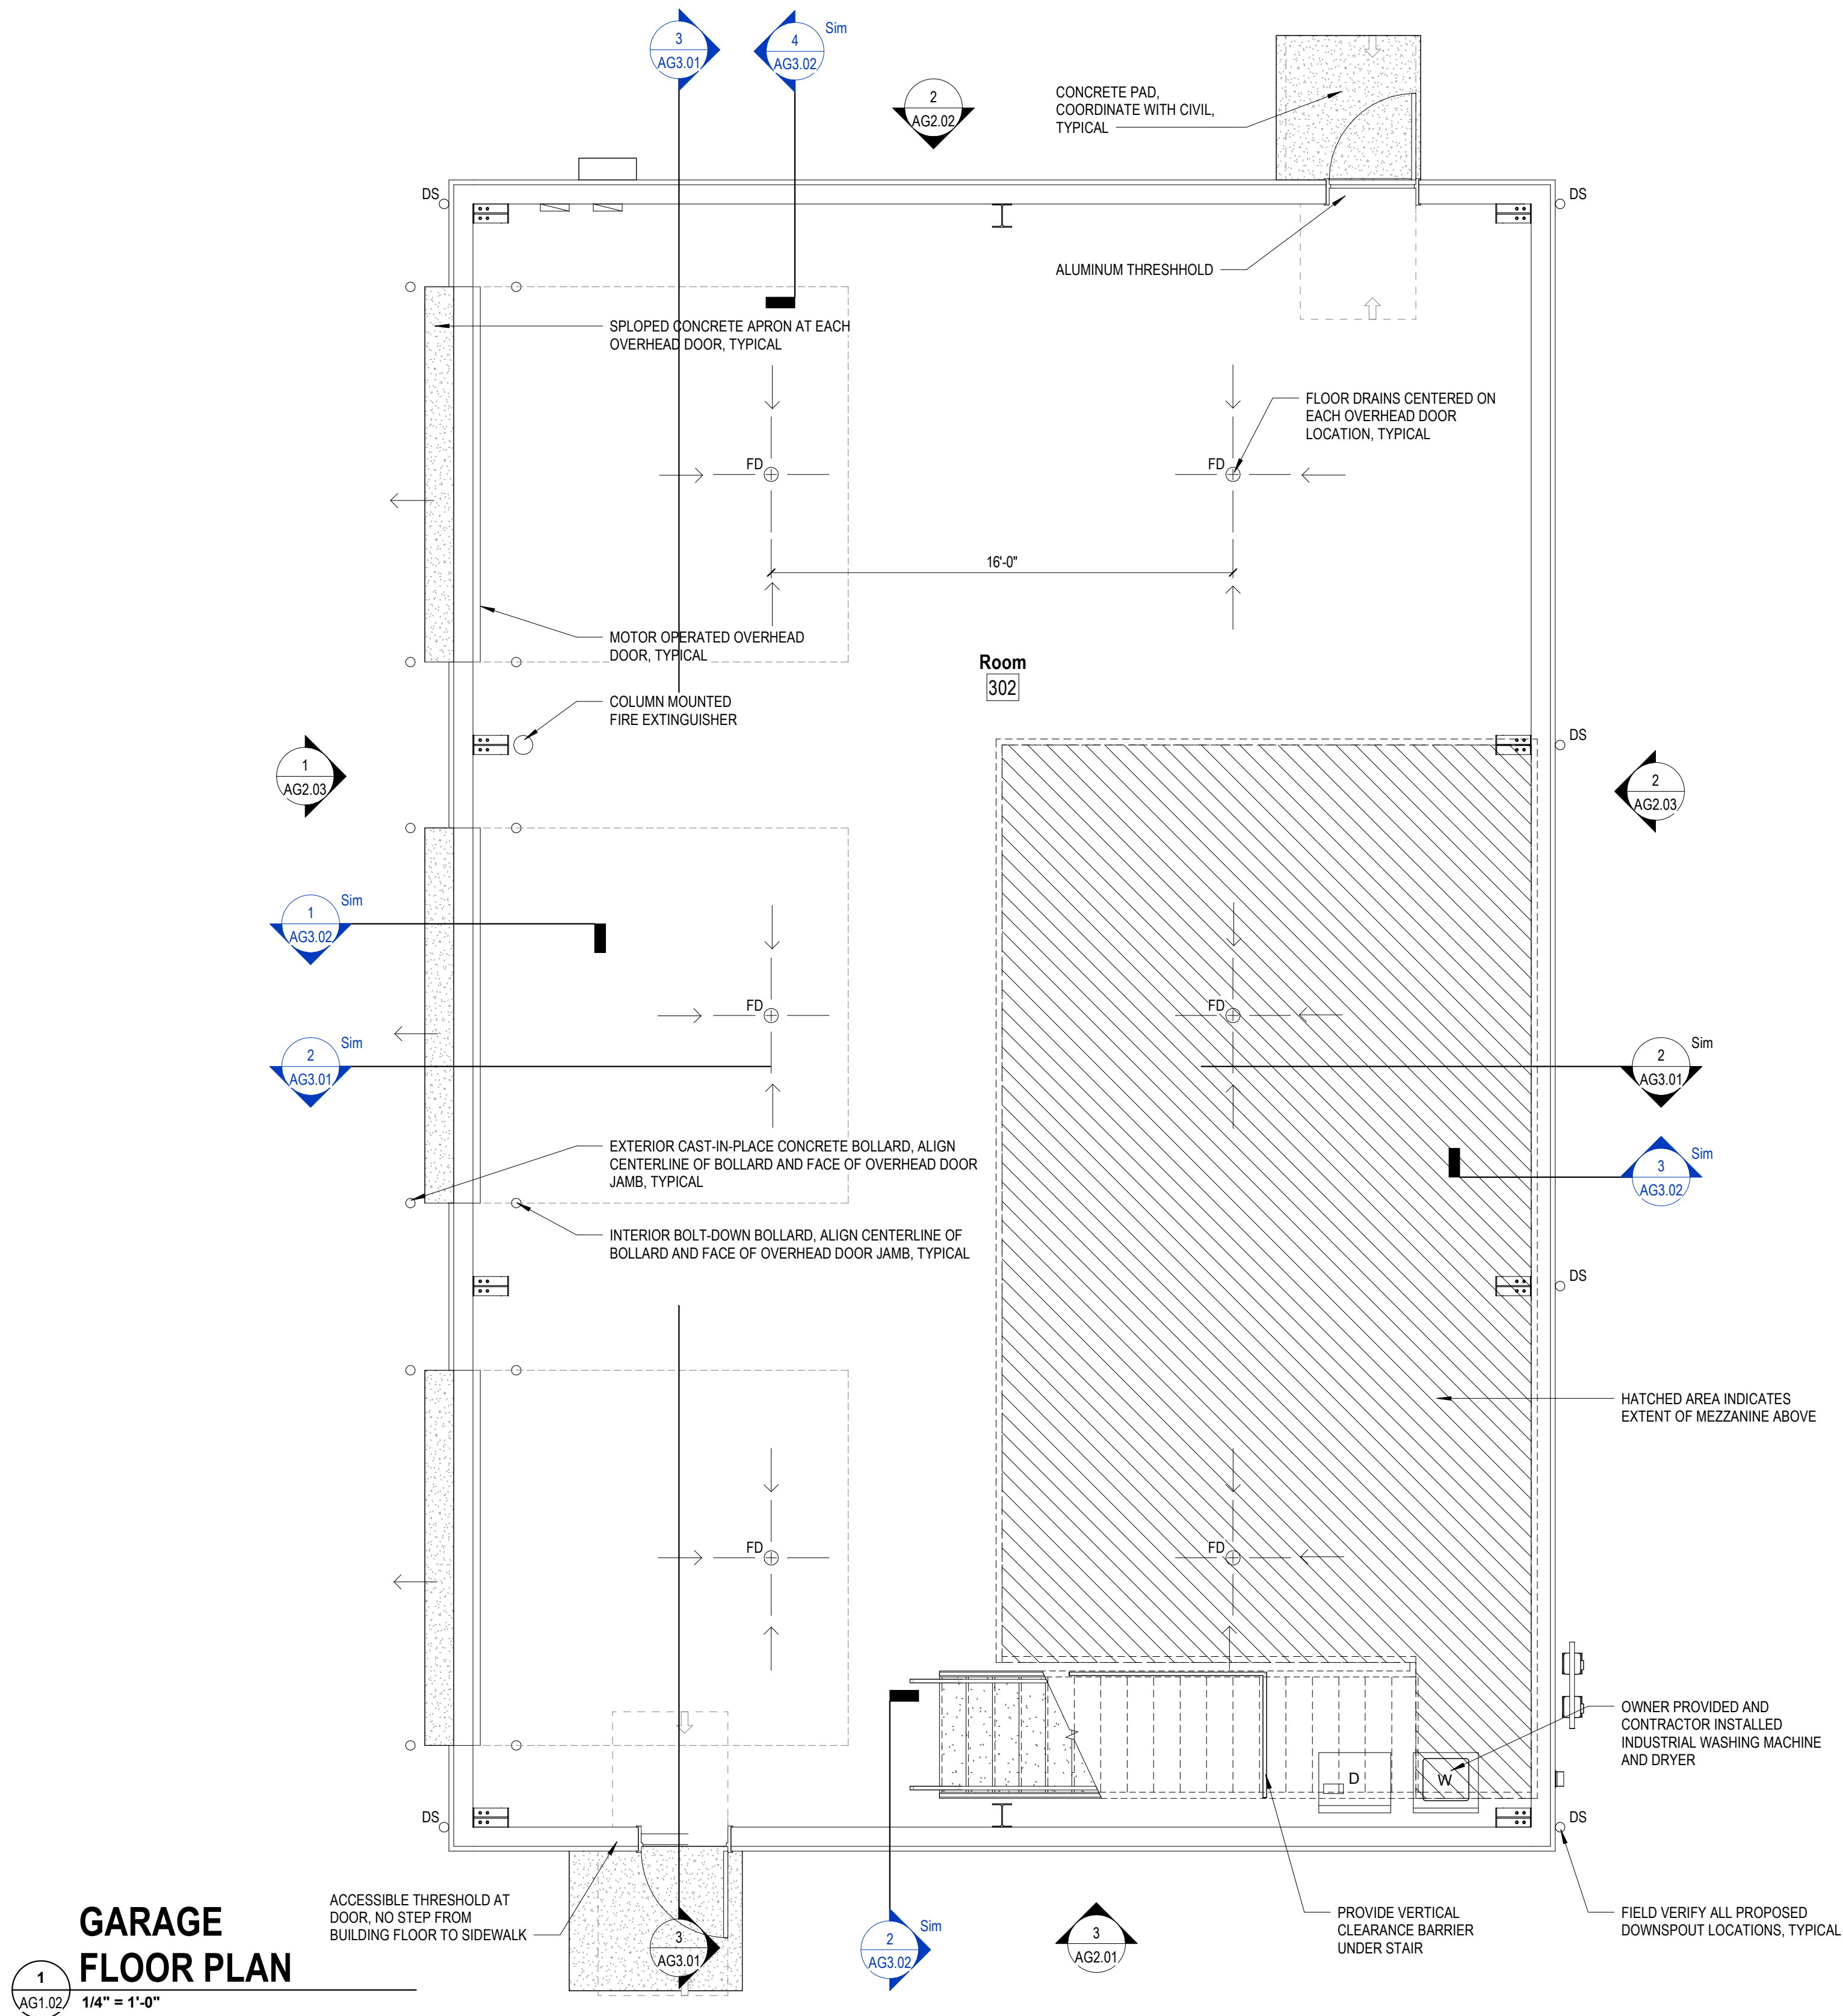 3
AG3.01
4
AG3.02
Sim
2
AG2.02
CONCRETE PAD,
COORDINATE WITH CIVIL,
TYPICAL
DS
DS
ALUMINUM THRESHHOLD
SPLOPED CONCRETE APRON AT EACH
OVERHEAD DOOR, TYPICAL
FLOOR DRAINS CENTERED ON
EACH OVERHEAD DOOR
LOCATION, TYPICAL
FD
FD
16'-0"
MOTOR OPERATED OVERHEAD
DOOR, TYPICAL
Room
302
COLUMN MOUNTED
FIRE EXTINGUISHER
DS
1
AG2.03
2
AG2.03
1
AG3.02
Sim
FD
FD
2
AG3.01
Sim
2
AG3.01
Sim
EXTERIOR CAST-IN-PLACE CONCRETE BOLLARD, ALIGN
CENTERLINE OF BOLLARD AND FACE OF OVERHEAD DOOR
JAMB, TYPICAL
3
AG3.02
Sim
INTERIOR BOLT-DOWN BOLLARD, ALIGN CENTERLINE OF
BOLLARD AND FACE OF OVERHEAD DOOR JAMB, TYPICAL
DS
HATCHED AREA INDICATES
EXTENT OF MEZZANINE ABOVE
FD
FD
OWNER PROVIDED AND
CONTRACTOR INSTALLED
INDUSTRIAL WASHING MACHINE
AND DRYER
D
W
DS
DS
ACCESSIBLE THRESHOLD AT
DOOR, NO STEP FROM
BUILDING FLOOR TO SIDEWALK
3
AG3.01
2
AG3.02
Sim
3
AG2.01
PROVIDE VERTICAL
CLEARANCE BARRIER
UNDER STAIR
FIELD VERIFY ALL PROPOSED
DOWNSPOUT LOCATIONS, TYPICAL
GARAGE
FLOOR PLAN
1
AG1.02
1/4" = 1'-0"